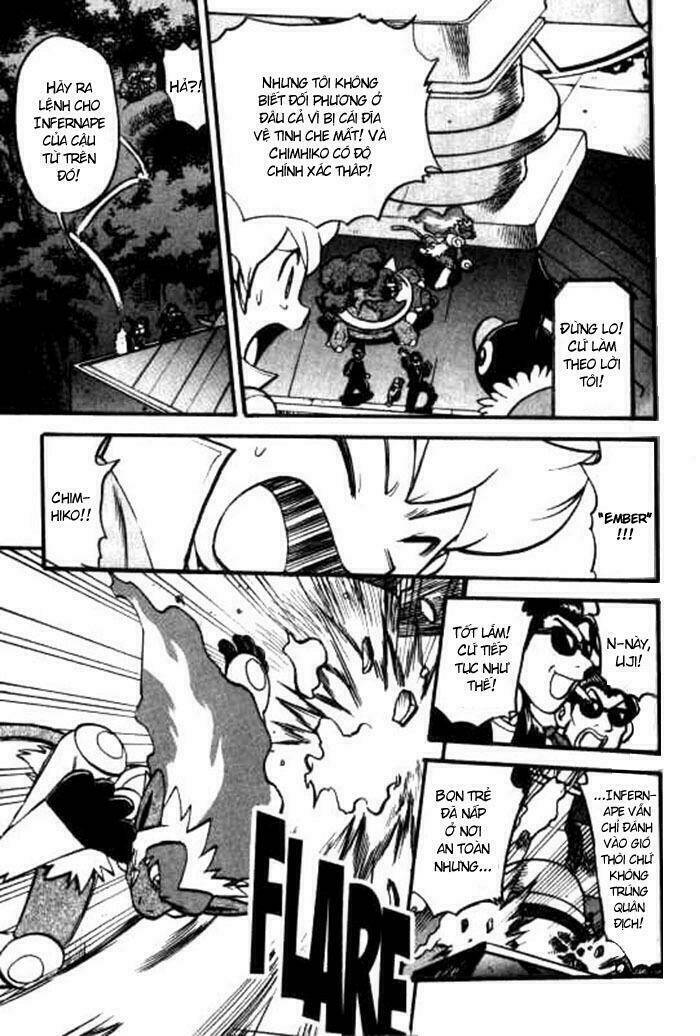 NHƯNG TÔI KHÔNG
BIẾT ĐỐI PHƯƠNG Ở
ĐÂU CẢ VÌ BỊ CÁI ĐĨA
VỆ TINH CHE MẤT! VÀ
CHIMHIKO CÓ ĐỘ
CHÍNH XÁC THẤP!
ĐỪNG LO!
CỨ LÀM
THEO LỜI
TÔI!
HẢ?!
HÃY RA
LỆNH CHO
INFERNAPE
CỦA CẬU
TỪ TRÊN
ĐÓ!
"EMBER"
!!!
CHIM-
HIKO!!
N-NÀY,
UJI!
TỐT LẮM!
CỨ TIẾP
TỤC NHƯ
THẾ!
...INFERN-
APE VẪN
CHỈ ĐÁNH
VÀO GIÓ
THÔI CHỨ
KHÔNG
TRÚNG
QUÂN
ĐỊCH!
BỌN TRẺ
ĐÃ NẤP
Ở NƠI
AN TOÀN
NHƯNG...
FLARE